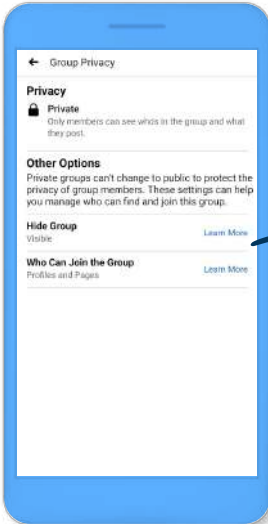 Group Privacy
Privacy
Private
Only members can see whois in the group and what
they post.
Other Options
Private groups can't change to public to protect the
privacy of group members. These settings can help
you manage who can find and join this group.
Hide Group
Visible
Learn More
Who Can Join the Group
Profiles and Pages
Learn More